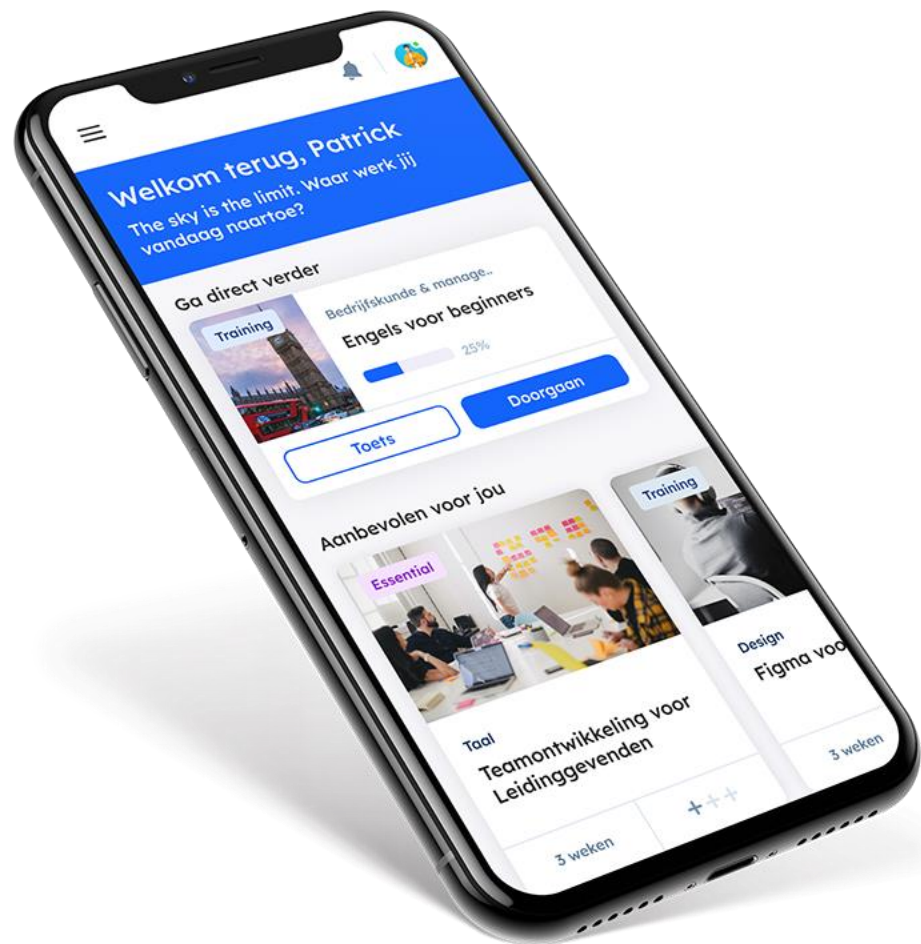 Welkom terug, Patrick
The sky is the limit. Waar werk jij
vandaag naartoe?
Ga direct verder
Training
Bedrijfskunde & manage..
Engels voor beginners
25%
Toets
Doorgaan
Aanbevolen voor jou
Essential
Taal
Teamontwikkeling voor
Leidinggevenden
3 weken
+++
Training
Design
Figma voo
3 weken